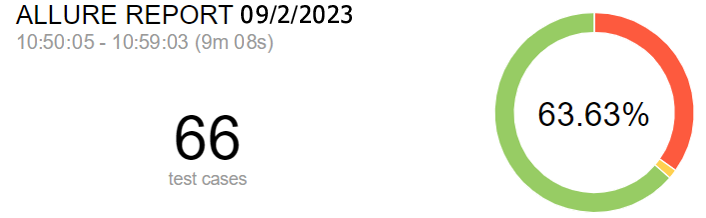 ALLURE REPORT 09/2/2023
10:50:05 - 10:59:03 (9m 08s)
66
test cases
63.63%